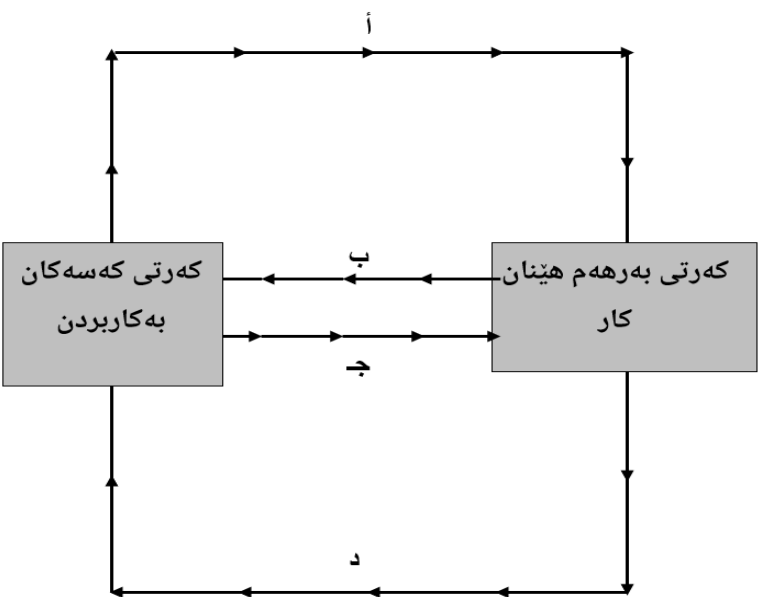 أ
ب
کەرتی بەرهەم هێنان
کار
کەرتی کەسەکان
بەکاربردن
جـ
د